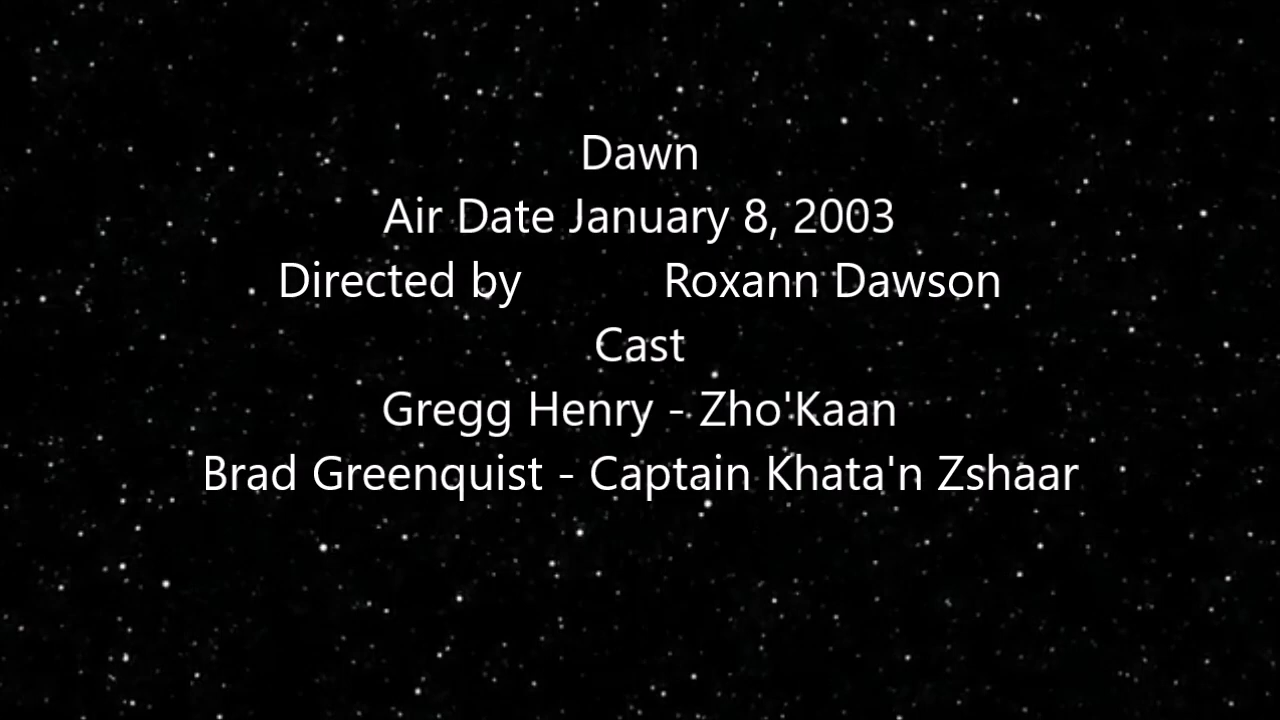 Dawn
Air Date January 8, 2003
Directed by Roxann Dawson
Cast
Gregg Henry - Zho'Kaan
Brad Greenquist - Captain Khata'n Zshaar